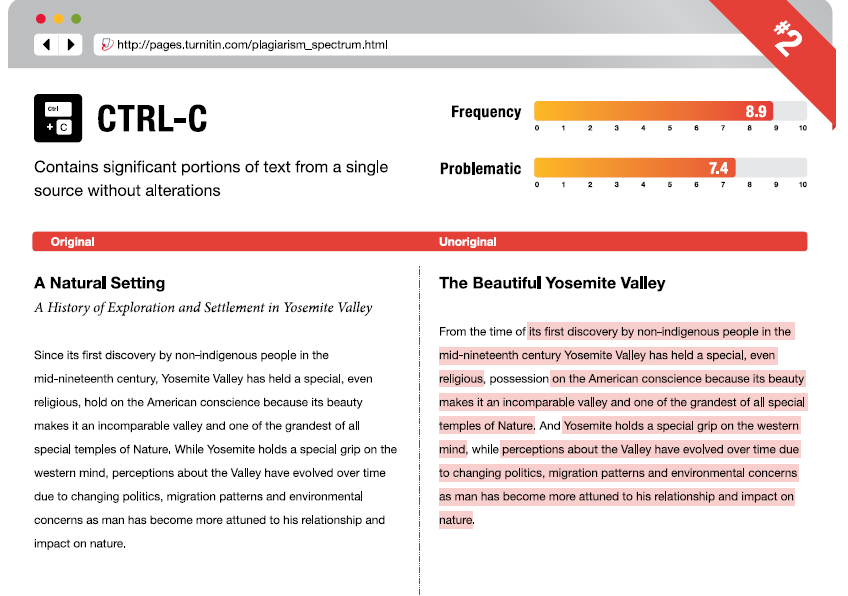 http://pages.turnitin.com/plagiarism_spectrum.html
#2
Ctrl
+ C
CTRL-C
Contains significant portions of text from a single
source without alterations
Frequency
8.9
0 1 2 3 4 5 6 7 8 9 10
Problematic
7.4
0 1 2 3 4 5 6 7 8 9 10
Original
Unoriginal
A Natural Setting
A History of Exploration and Settlement in Yosemite Valley
Since its first discovery by non-indigenous people in the
mid-nineteenth century, Yosemite Valley has held a special, even
religious, hold on the American conscience because its beauty
makes it an incomparable valley and one of the grandest of all
special temples of Nature. While Yosemite holds a special grip on the
western mind, perceptions about the Valley have evolved over time
due to changing politics, migration patterns and environmental
concerns as man has become more attuned to his relationship and
impact on nature.
The Beautiful Yosemite Valley
From the time of its first discovery by non-indigenous people in the
mid-nineteenth century Yosemite Valley has held a special, even
religious, possession on the American conscience because its beauty
makes it an incomparable valley and one of the grandest of all special
temples of Nature. And Yosemite holds a special grip on the western
mind, while perceptions about the Valley have evolved over time due
to changing politics, migration patterns and environmental concerns
as man has become more attuned to his relationship and impact on
nature.